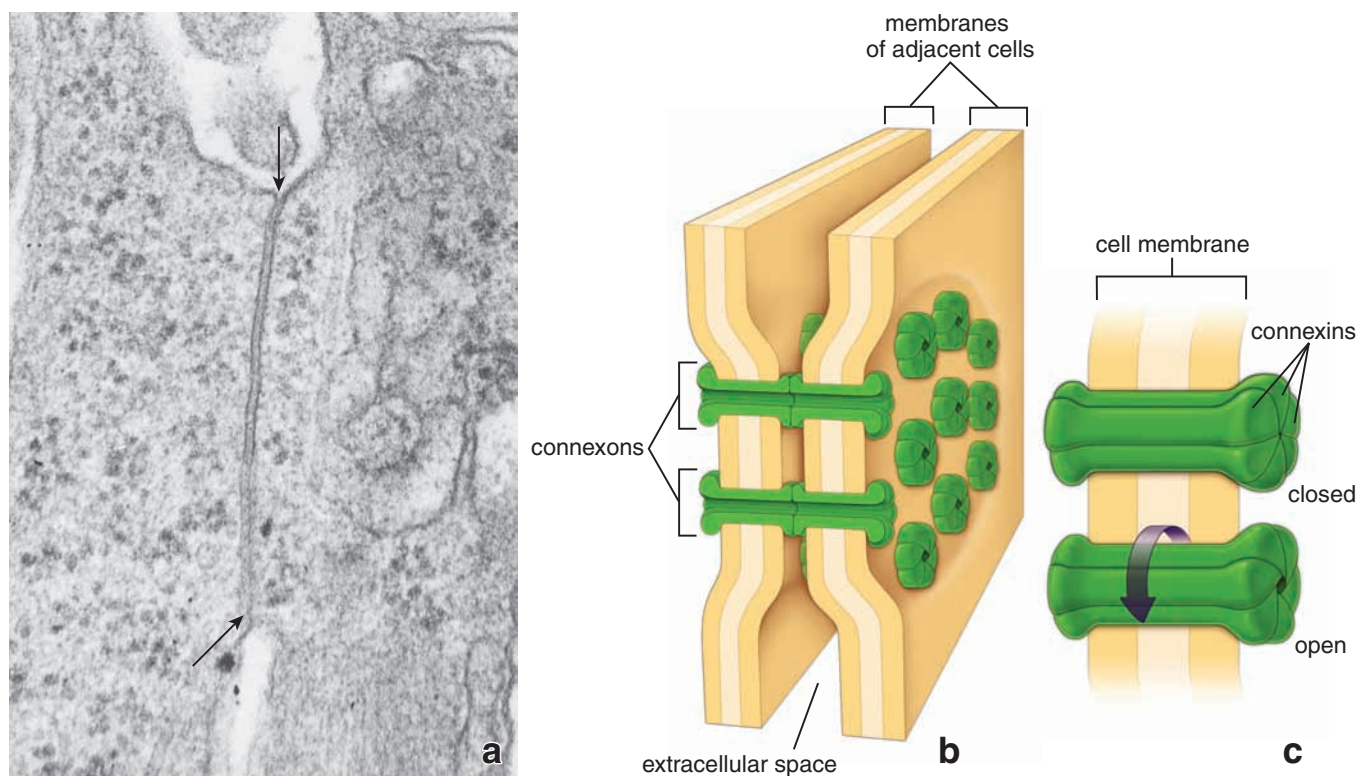 membranes
of adjacent cells
cell membrane
connexins
connexons
closed
open
extracellular space
a
b
c